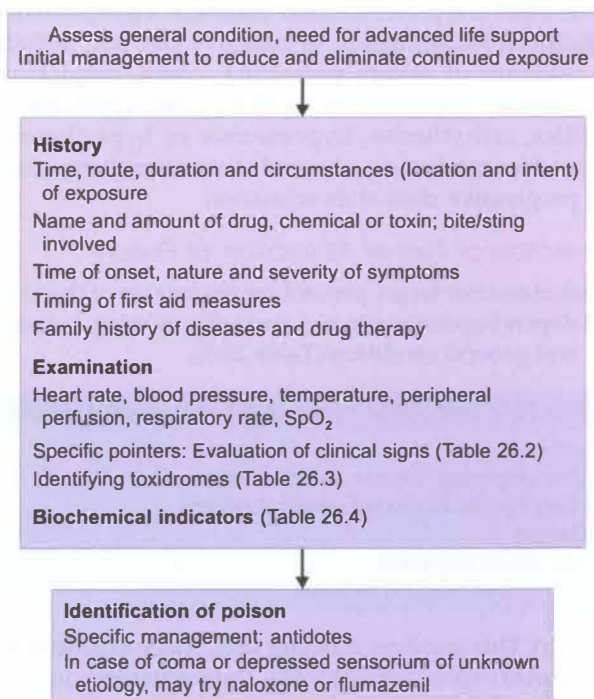 Assess general condition, need for advanced life support
Initial management to reduce and eliminate continued exposure
History
Time, route, duration and circumstances (location and intent)
of exposure
Name and amount of drug, chemical or toxin; bite/sting
involved
Time of onset, nature and severity of symptoms
Timing of first aid measures
Family history of diseases and drug therapy
Examination
Heart rate, blood pressure, temperature, peripheral
perfusion, respiratory rate, SpO₂
Specific pointers: Evaluation of clinical signs (Table 26.2)
Identifying toxidromes (Table 26.3)
Biochemical indicators (Table 26.4)
Identification of poison
Specific management; antidotes
In case of coma or depressed sensorium of unknown
etiology, may try naloxone or flumazenil